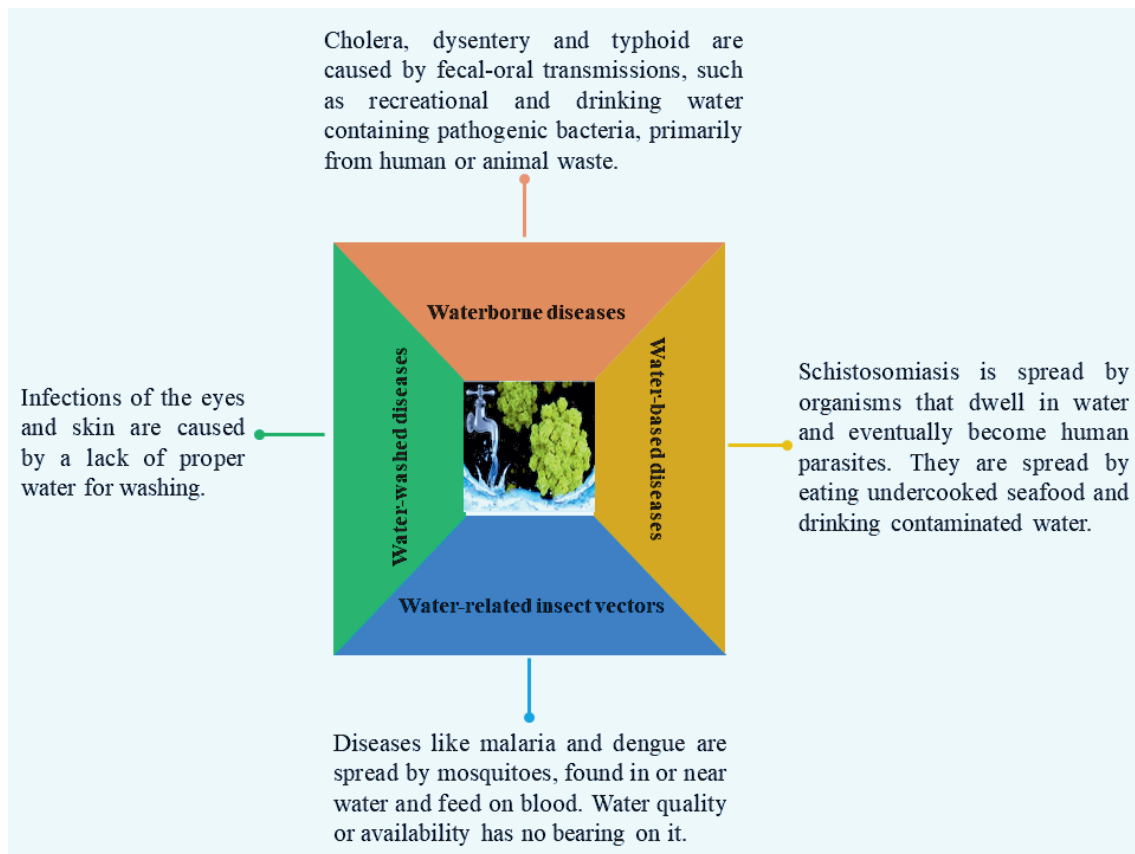 Cholera, dysentery and typhoid are
caused by fecal-oral transmissions, such
as recreational and drinking water
containing pathogenic bacteria, primarily
from human or animal waste.
Waterborne diseases
Water-washed diseases
Water-based diseases
Water-related insect vectors
Infections of the eyes
and skin are caused
by a lack of proper
water for washing.
Schistosomiasis is spread by
organisms that dwell in water
and eventually become human
parasites. They are spread by
eating undercooked seafood and
drinking contaminated water.
Diseases like malaria and dengue are
spread by mosquitoes, found in or near
water and feed on blood. Water quality
or availability has no bearing on it.